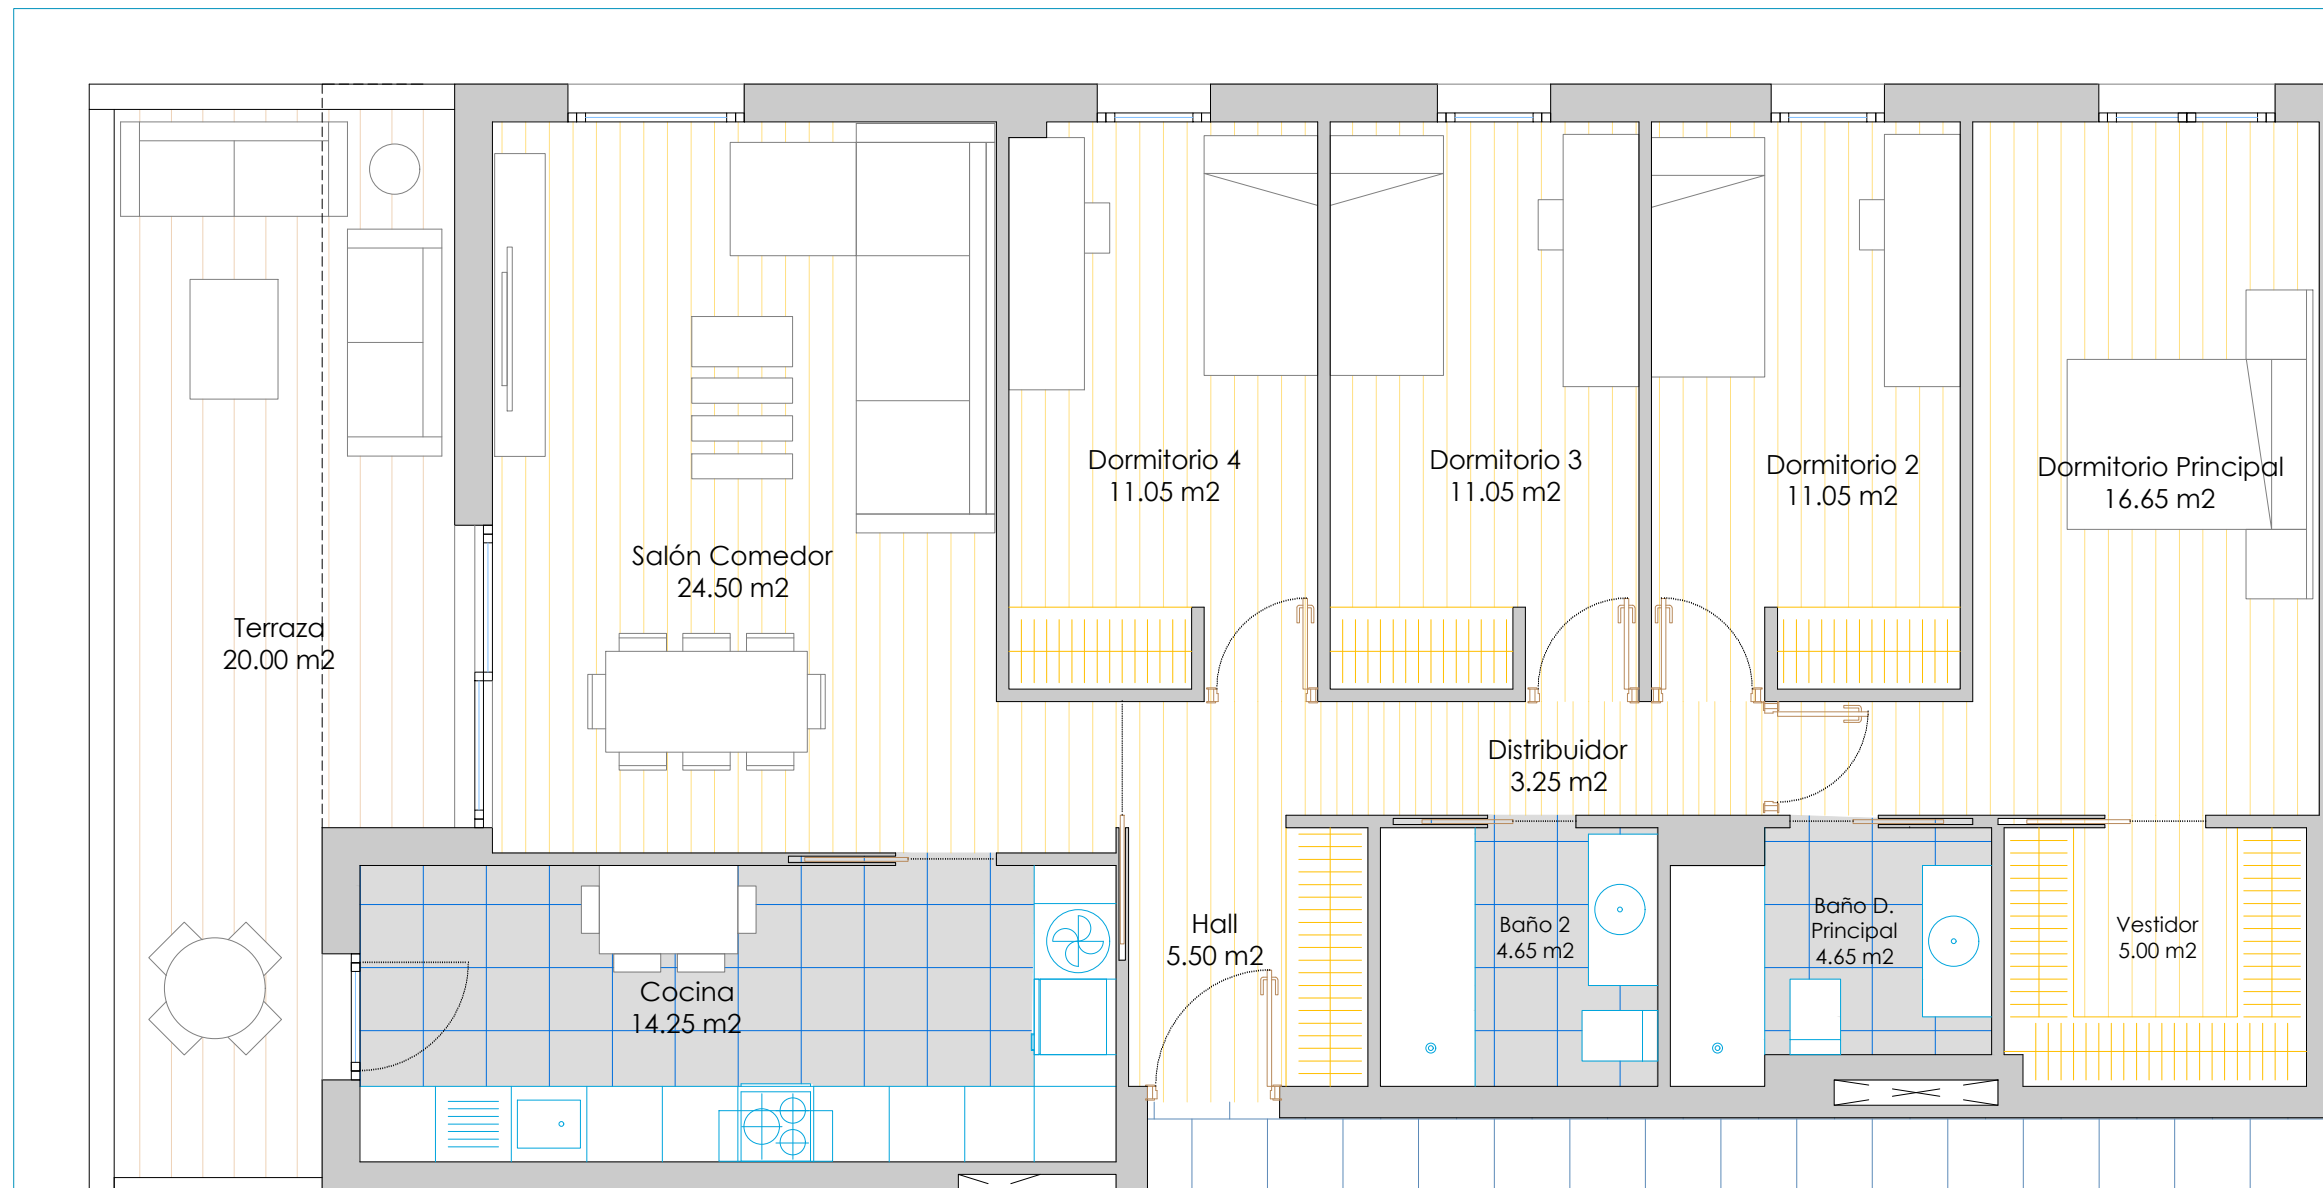 Dormitorio 4
11.05 m2
Dormitorio 3
11.05 m2
Dormitorio 2
11.05 m2
Dormitorio Principal
16.65 m2
Salón Comedor
24.50 m2
Terraza
20.00 m2
Distribuidor
3.25 m2
Cocina
14.25 m2
Hall
5.50 m2
Baño 2
4.65 m2
Baño D.
Principal
4.65 m2
Vestidor
5.00 m2